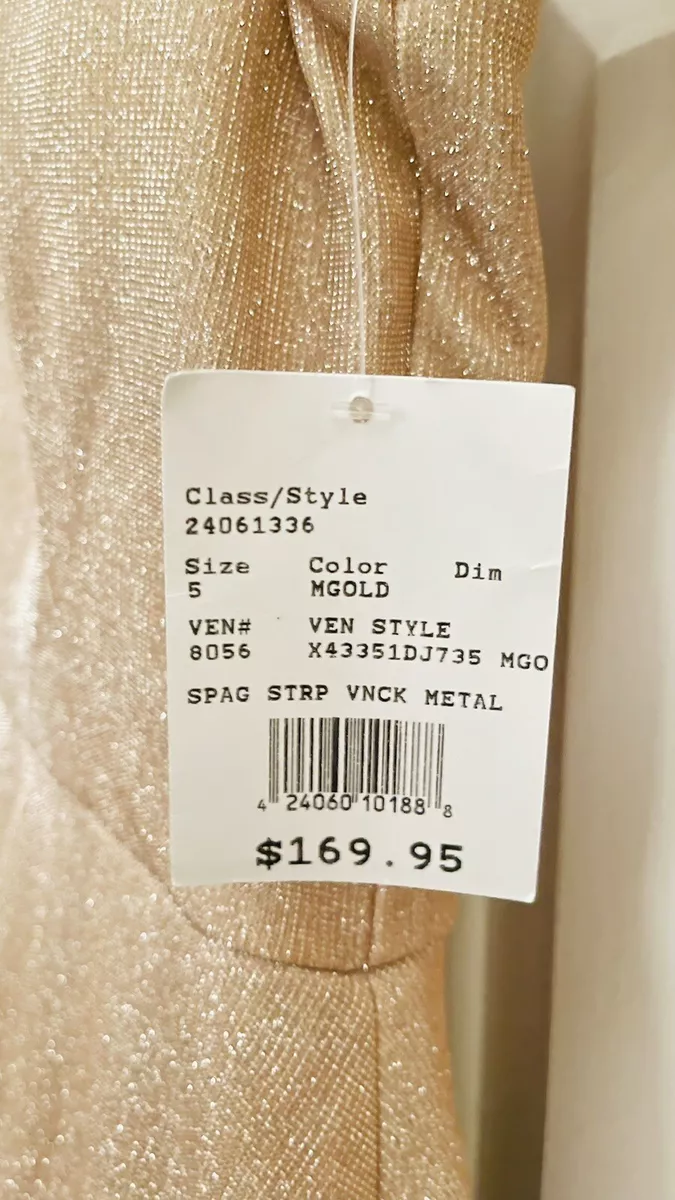 Class/Style
24061336
Size Color Dim
5 MGOLD
VEN# VEN STYLE
8056 X43351DJ735 MGO
SPAG STRP VNCK METAL
4 24060 10188 8
$169.95